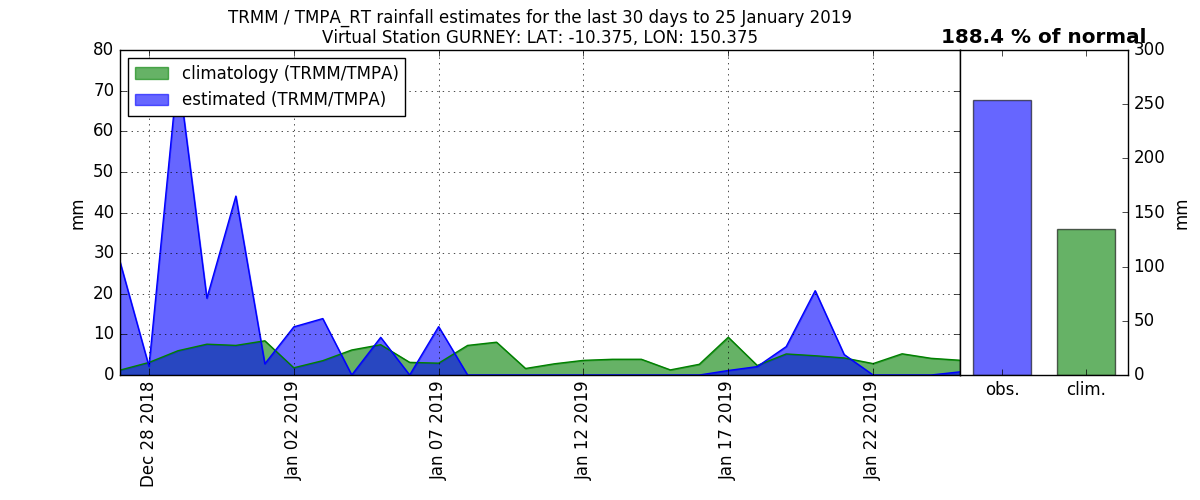 TRMM / TMPA_RT rainfall estimates for the last 30 days to 25 January 2019
Virtual Station GURNEY: LAT: -10.375, LON: 150.375
188.4 % of normal
climatology (TRMM/TMPA)
estimated (TRMM/TMPA)
80
70
60
50
40
30
20
10
0
mm
Dec 28 2018
Jan 02 2019
Jan 07 2019
Jan 12 2019
Jan 17 2019
Jan 22 2019
300
250
200
150
100
50
0
mm
obs.
clim.